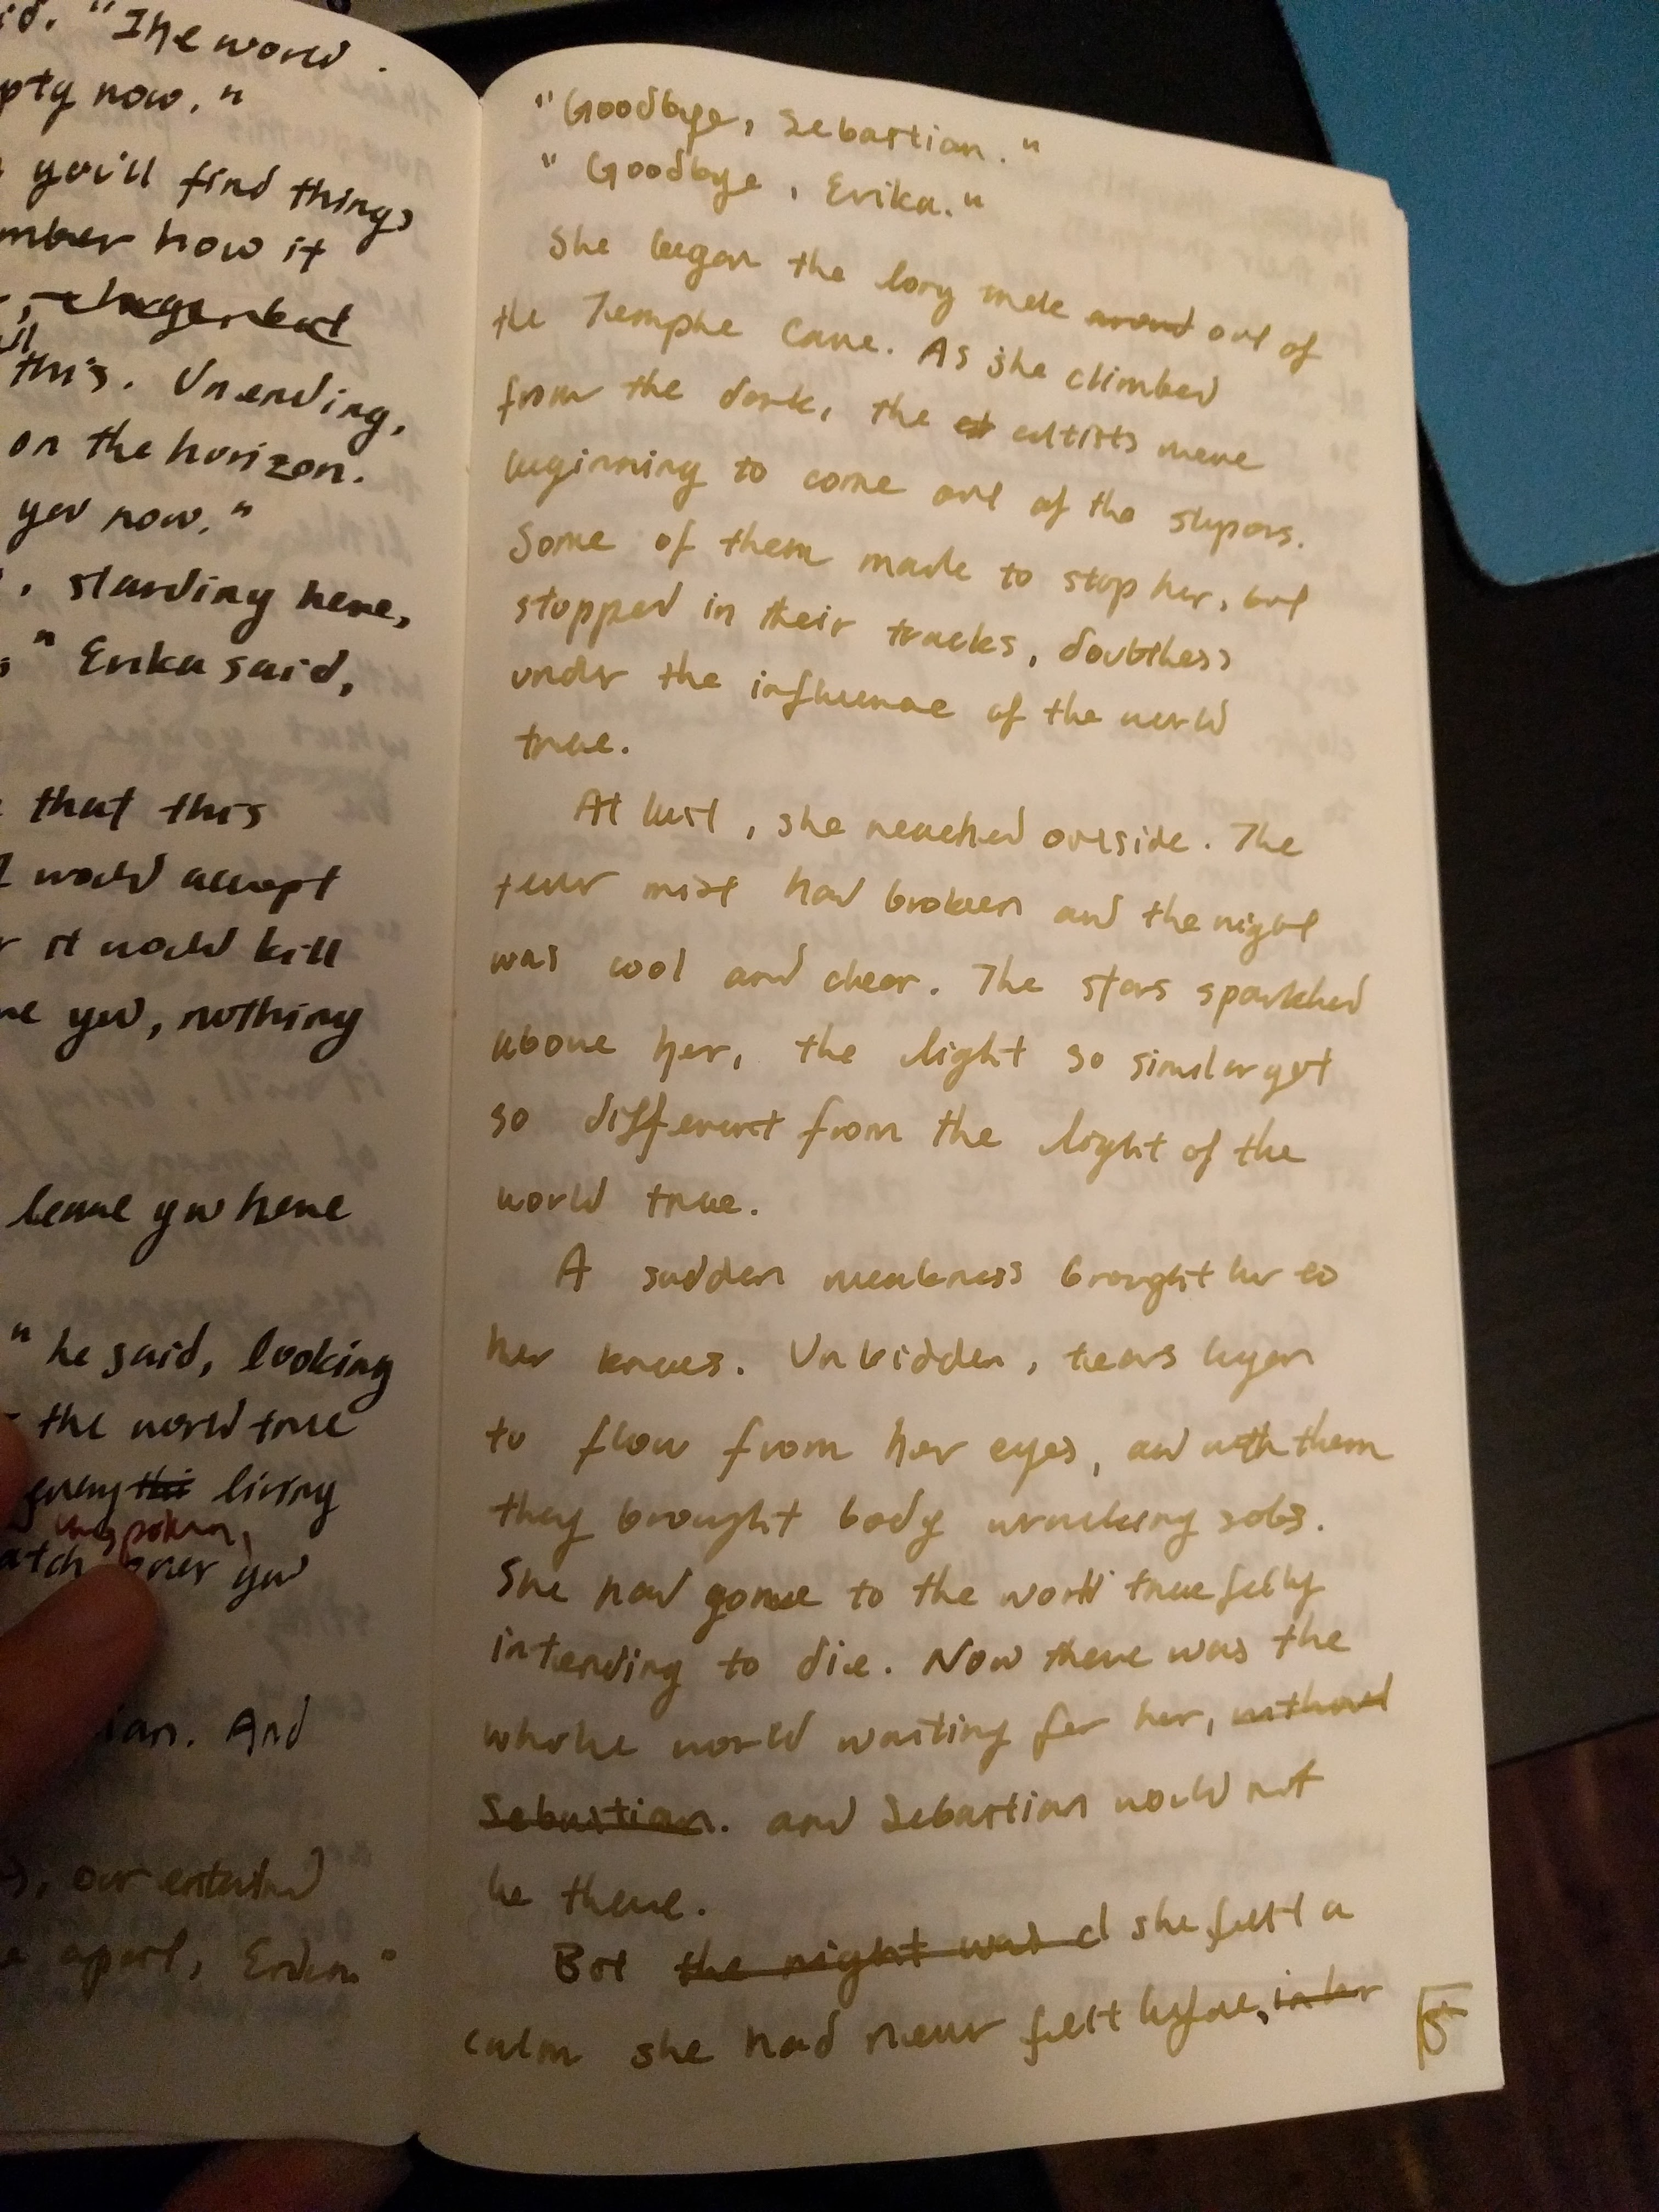 id. "The world
pty now."
you'll find things
mber how it
this. Unending,
on the horizon.
you now."
, standing here,
" Erika said,
that this
would accept
it would kill
me you, nothing
leave you here
" he said, looking
the world true
every thi living
unspoken,
atch over you
ian. And
s, our entwined
apart, Erika"
"Goodbye, Sebastian."
"Goodbye, Erika."
She began the long walk around out of
the Temple Cave. As she climbed
from the dark, the cultists were
beginning to come out of the stupors.
Some of them made to stop her, but
stopped in their tracks, doubtless
under the influence of the world
true.
At last, she reached outside. The
fever mist had broken and the night
was cool and clear. The stars sparkled
above her, the light so similar yet
so different from the light of the
world true.
A sudden weakness brought her to
her knees. Unbidden, tears began
to flow from her eyes, and with them
they brought body wracking sobs.
She had gone to the world true fully
intending to die. Now there was the
whole world waiting for her, without
Sebastian. and Sebastian would not
be there.
But the night was cl she felt a
calm she had never felt before, in her